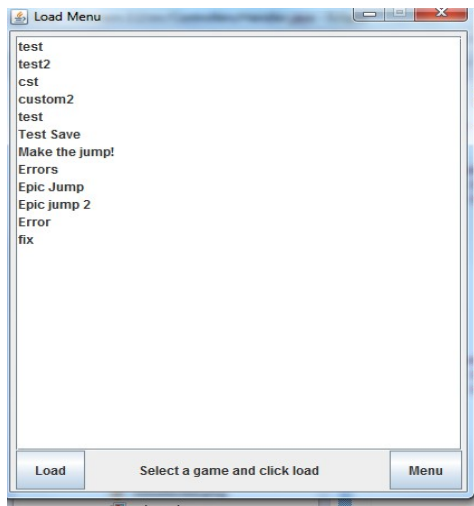 Load Menu
test
test2
cst
custom2
test
Test Save
Make the jump!
Errors
Epic Jump
Epic jump 2
Error
fix
Load
Select a game and click load
Menu